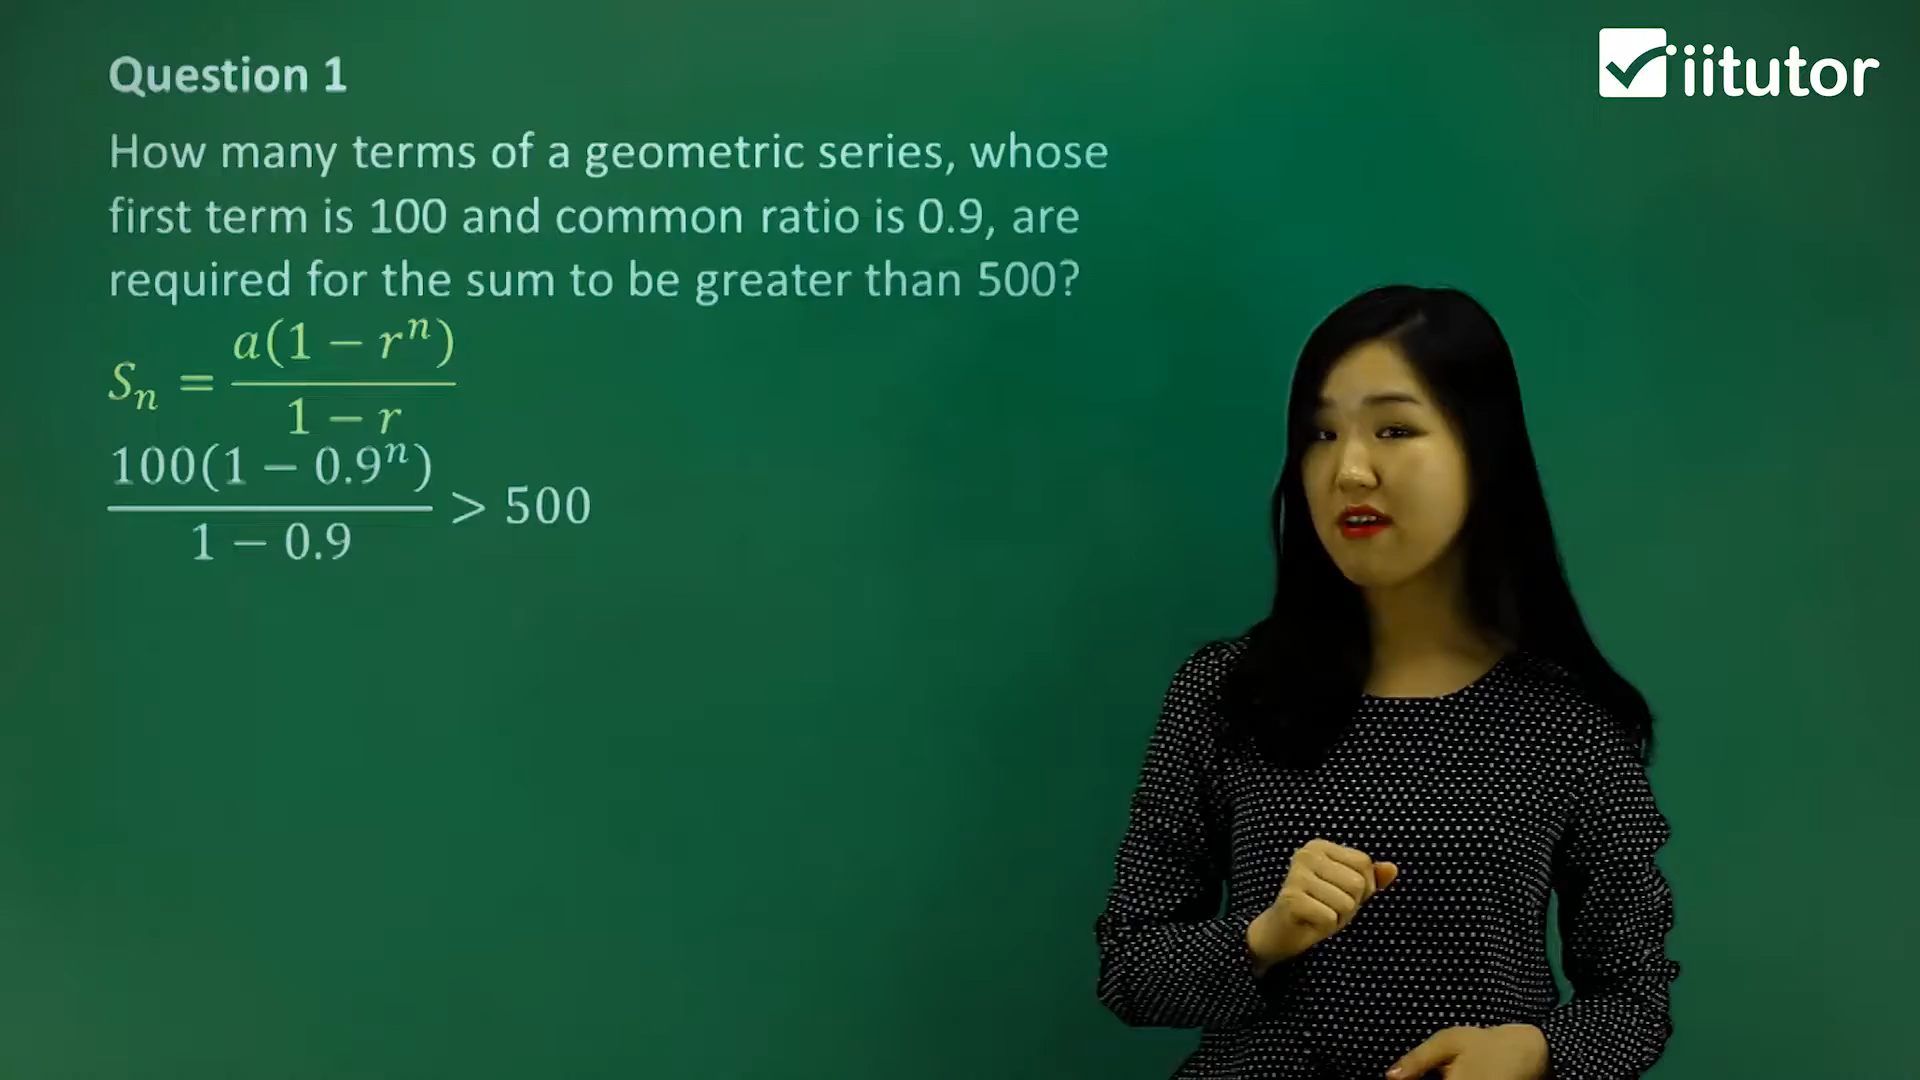 iitutor
Question 1
How many terms of a geometric series, whose
first term is 100 and common ratio is 0.9, are
required for the sum to be greater than 500?
Sₙ = a(1 − rⁿ) / (1 − r)
100(1 − 0.9ⁿ) / (1 − 0.9) > 500